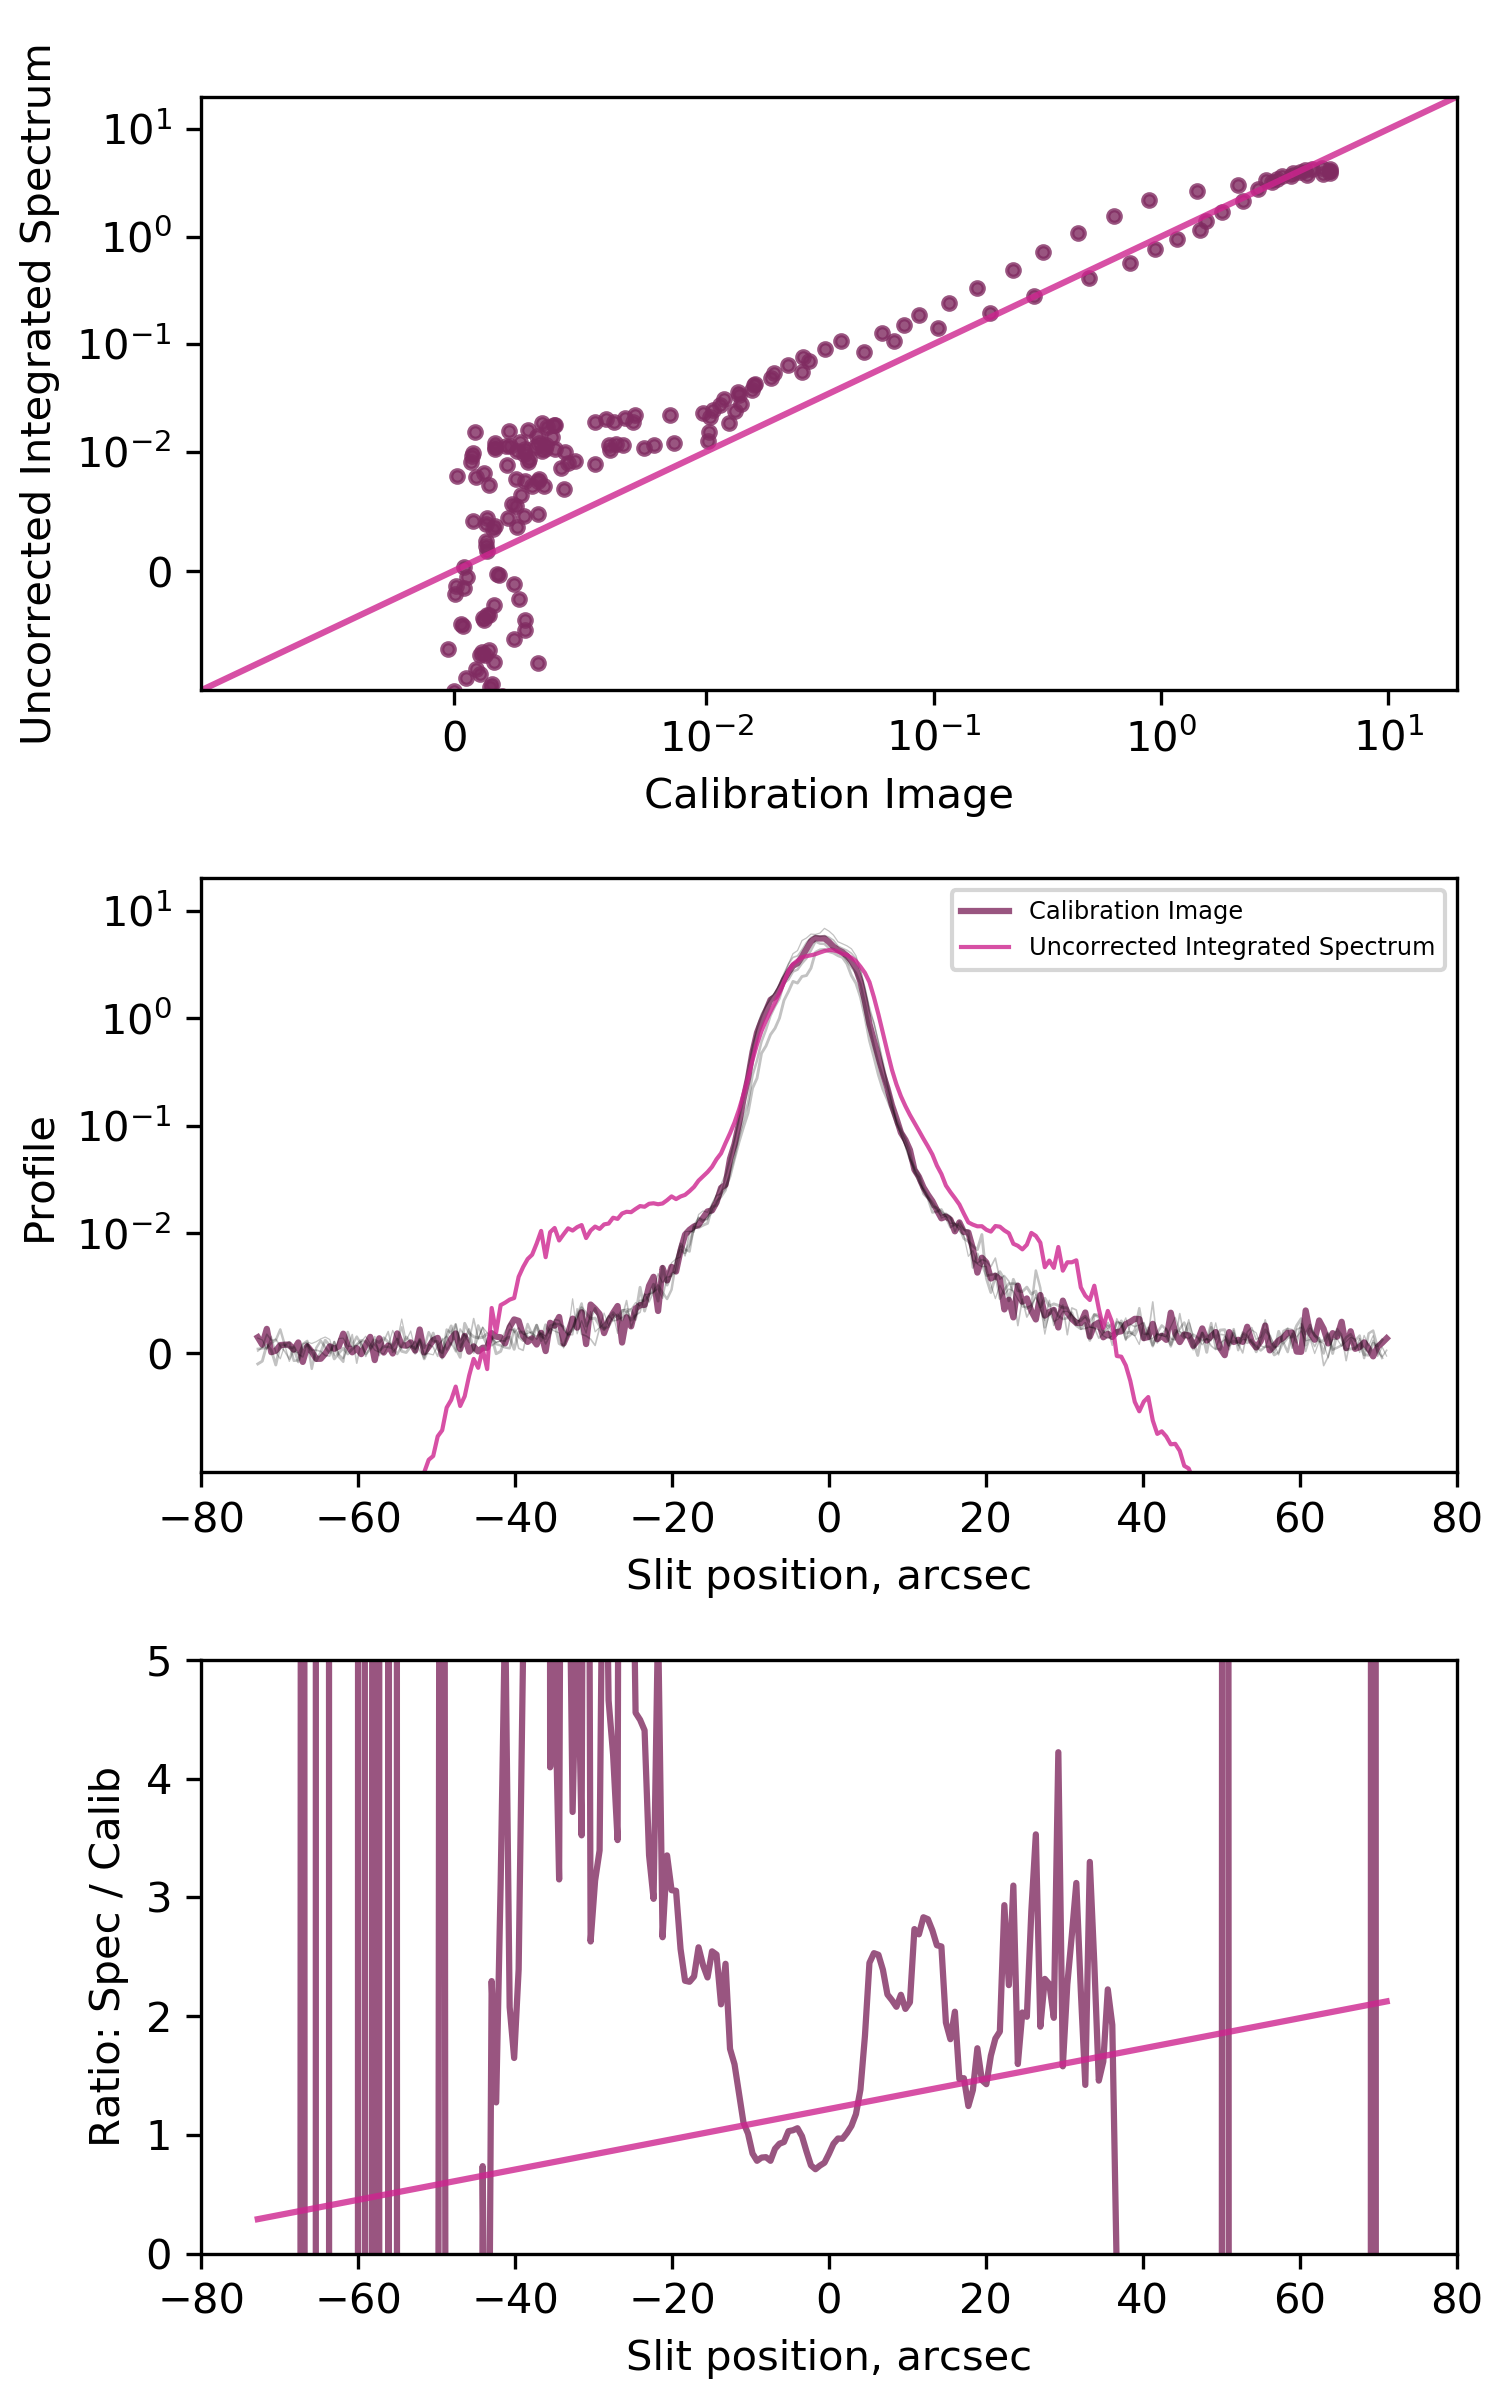 Uncorrected Integrated Spectrum
10¹
10⁰
10⁻¹
10⁻²
0
0 10⁻² 10⁻¹ 10⁰ 10¹
Calibration Image
Profile
10¹
10⁰
10⁻¹
10⁻²
0
Calibration Image
Uncorrected Integrated Spectrum
−80 −60 −40 −20 0 20 40 60 80
Slit position, arcsec
Ratio: Spec / Calib
5
4
3
2
1
0
−80 −60 −40 −20 0 20 40 60 80
Slit position, arcsec